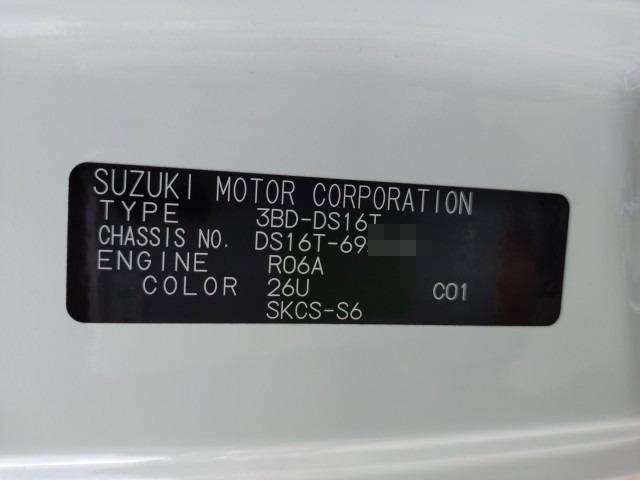 SUZUKI MOTOR CORPORATION
TYPE 3BD-DS16T
CHASSIS NO. DS16T-69
ENGINE R06A
COLOR 26U C01
SKCS-S6